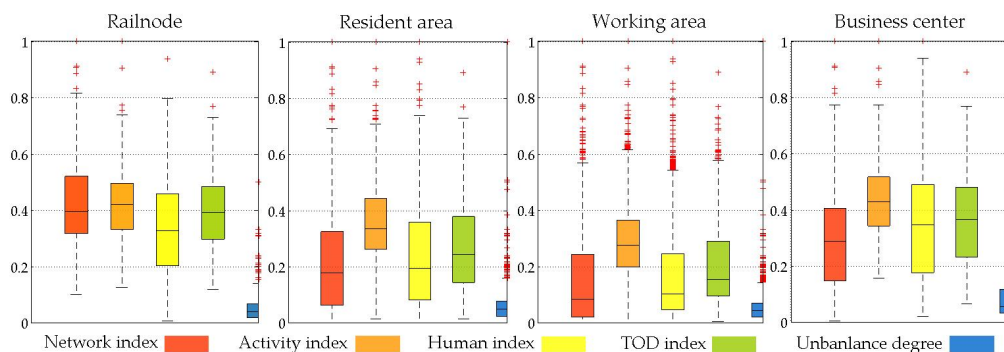 Railnode Resident area Working area Business center
1 1 1 1
0.8 0.8 0.8 0.8
0.6 0.6 0.6 0.6
0.4 0.4 0.4 0.4
0.2 0.2 0.2 0.2
0 0 0 0
Network index Activity index Human index TOD index Unbanlance degree